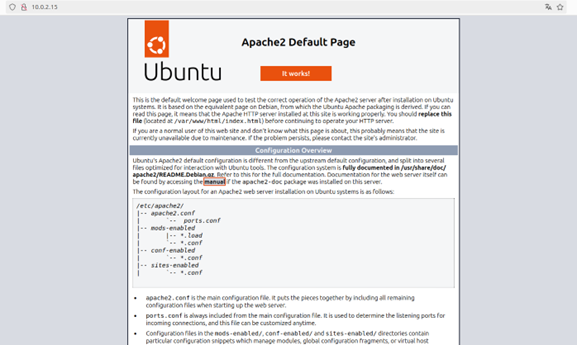 10.0.2.15
Apache2 Default Page
Ubuntu
It works!
This is the default welcome page used to test the correct operation of the Apache2 server after installation on Ubuntu
systems. It is based on the equivalent page on Debian, from which the Ubuntu Apache packaging is derived. If you can
read this page, it means that the Apache HTTP server installed at this site is working properly. You should replace this
file (located at /var/www/html/index.html) before continuing to operate your HTTP server.
If you are a normal user of this web site and don't know what this page is about, this probably means that the site is
currently unavailable due to maintenance. If the problem persists, please contact the site's administrator.
Configuration Overview
Ubuntu's Apache2 default configuration is different from the upstream default configuration, and split into several
files optimized for interaction with Ubuntu tools. The configuration system is fully documented in /usr/share/doc/
apache2/README.Debian.gz. Refer to this for the full documentation. Documentation for the web server itself can
be found by accessing the manual if the apache2-doc package was installed on this server.
The configuration layout for an Apache2 web server installation on Ubuntu systems is as follows:
/etc/apache2/
|-- apache2.conf
|       `--  ports.conf
|-- mods-enabled
|       |-- *.load
|       `-- *.conf
|-- conf-enabled
|       `-- *.conf
|-- sites-enabled
|       `-- *.conf
• apache2.conf is the main configuration file. It puts the pieces together by including all remaining
configuration files when starting up the web server.
• ports.conf is always included from the main configuration file. It is used to determine the listening ports for
incoming connections, and this file can be customized anytime.
• Configuration files in the mods-enabled/, conf-enabled/ and sites-enabled/ directories contain
particular configuration snippets which manage modules, global configuration fragments, or virtual host